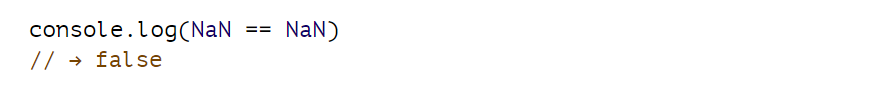 console.log(NaN == NaN)
// → false